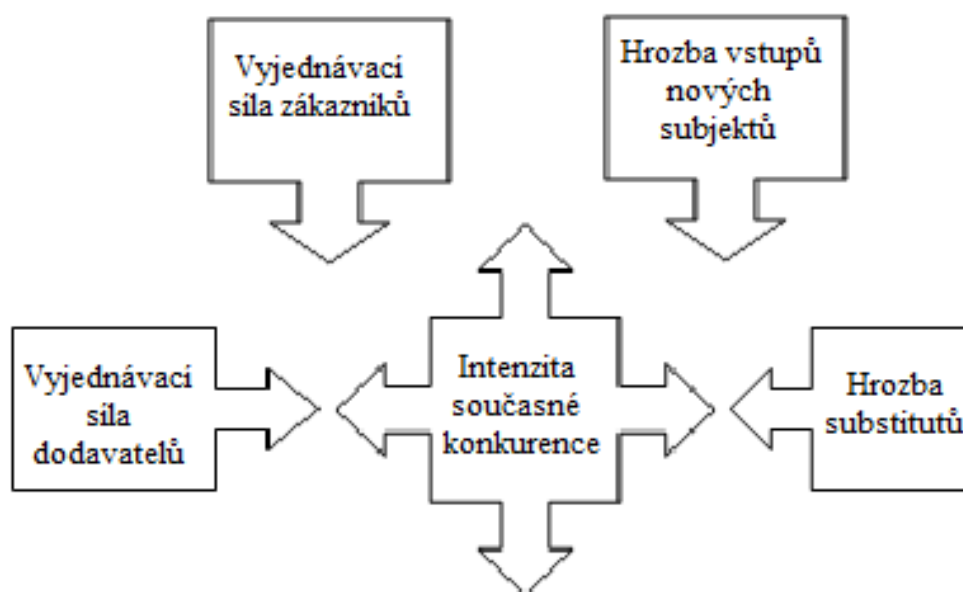 Vyjednávací
síla zákazníků
Hrozba vstupů
nových
subjektů
Vyjednávací
síla
dodavatelů
Intenzita
současné
konkurence
Hrozba
substitutů